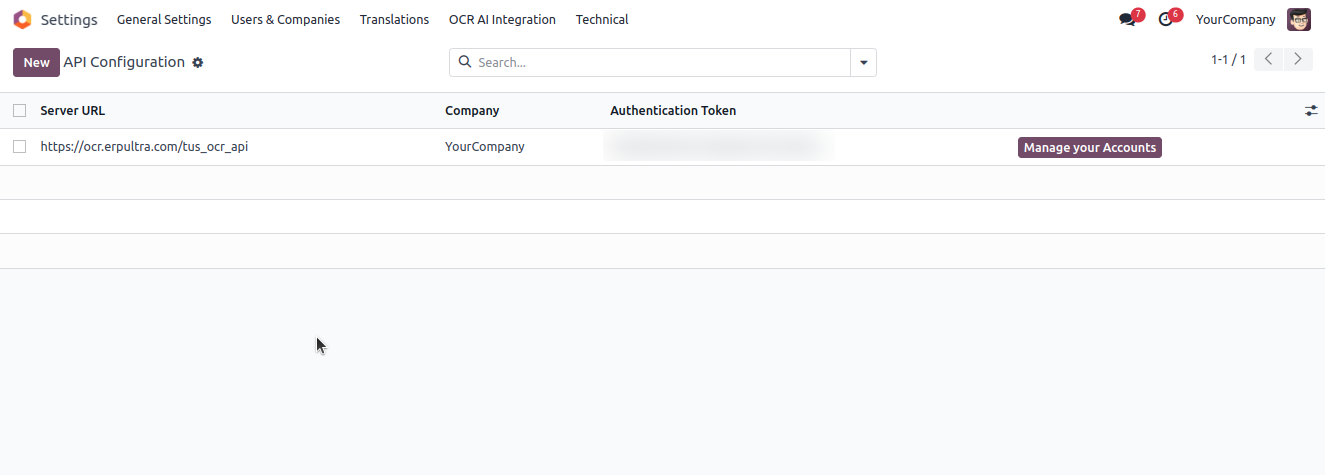 Settings General Settings Users & Companies Translations OCR AI Integration Technical 7 6 YourCompany
New API Configuration Search... 1-1 / 1
Server URL Company Authentication Token
https://ocr.erpultra.com/tus_ocr_api YourCompany Manage your Accounts